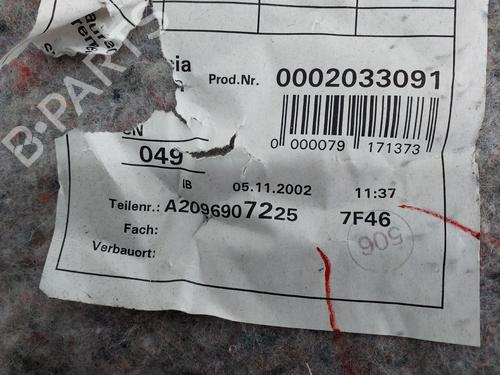 B-PARTS
Prod.Nr. 0002033091
0 000079 171373
049
IB 05.11.2002 11:37
Teilenr.: A2096907225 7F46
Fach: 506
Verbauort: